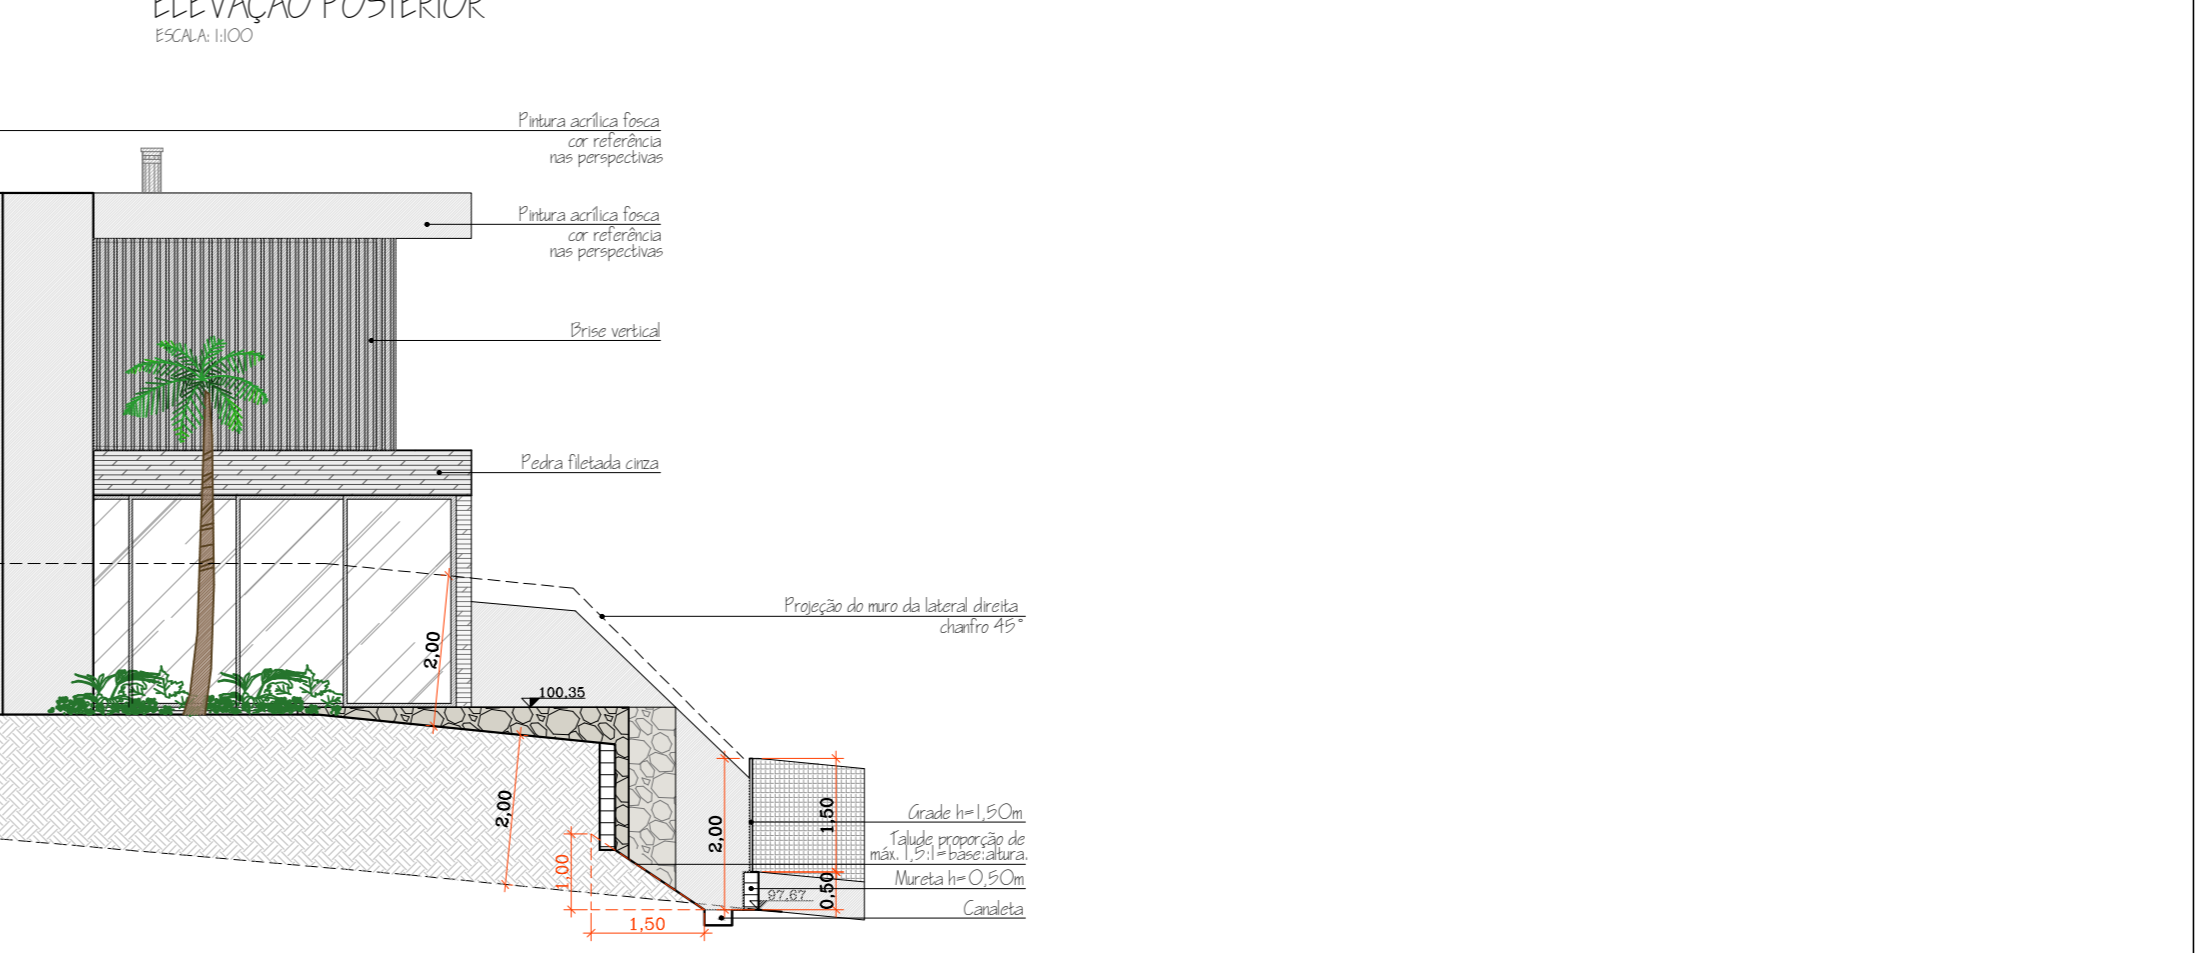 ELEVAÇÃO POSTERIOR
ESCALA: 1:100
Pintura acrílica fosca
cor referência
nas perspectivas
Pintura acrílica fosca
cor referência
nas perspectivas
Brise vertical
Pedra filetada cinza
Projeção do muro da lateral direita
chanfro 45°
2,00
100,35
2,00
1,00
1,50
2,00
1,50
0,50
97,67
Grade h=1,50m
Talude proporção de
máx. 1,5:1=base:altura.
Mureta h=0,50m
Canaleta